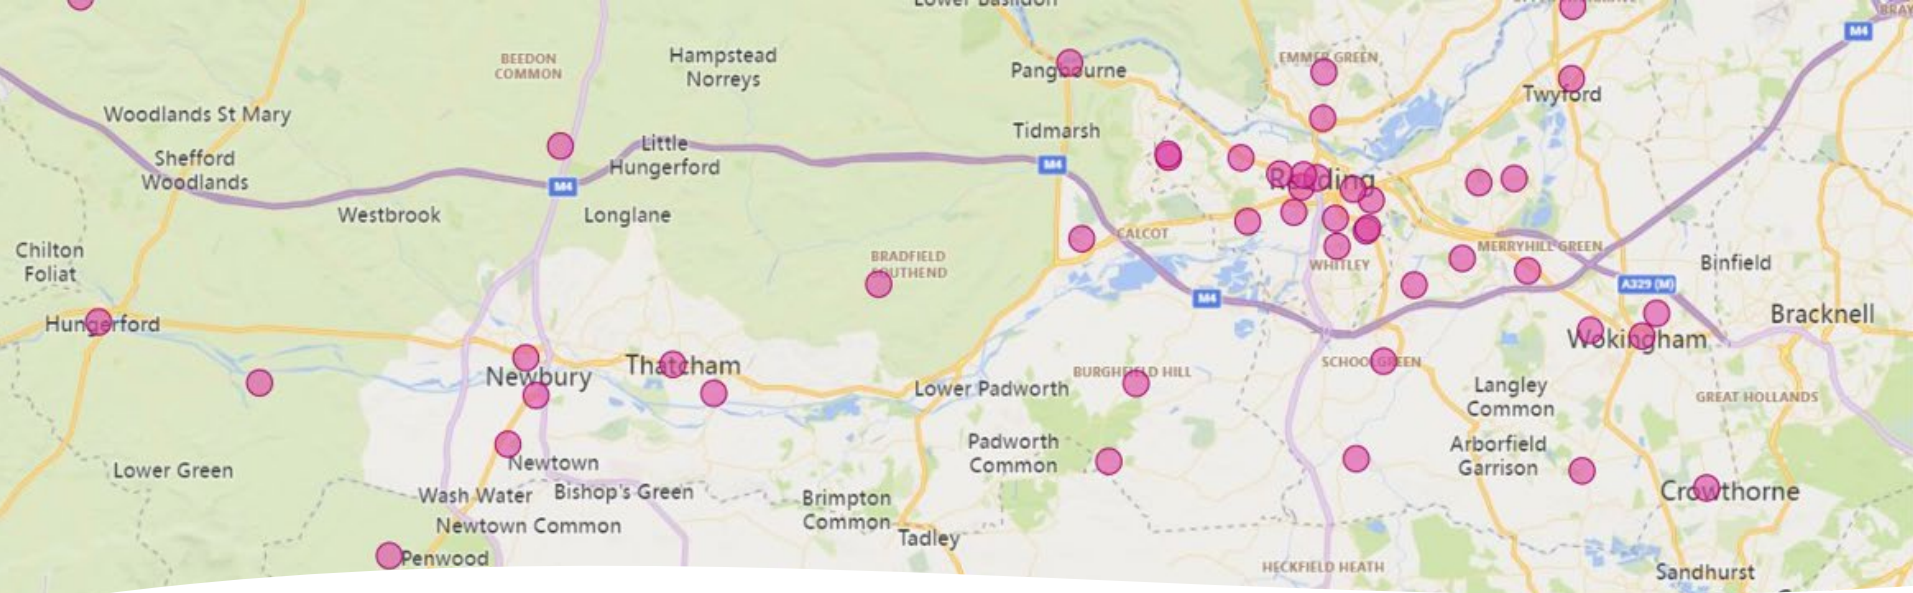 Lower Basildon
BEEDON
COMMON
Hampstead
Norreys
EMMER GREEN
M4
Pangbourne
Twyford
Woodlands St Mary
Tidmarsh
Little
Hungerford
Shefford
Woodlands
M4
M4
Reading
Westbrook
Longlane
CALCOT
MERRYHILL GREEN
Chilton
Foliat
BRADFIELD
SOUTHEND
WHITLEY
Binfield
A329 (M)
M4
Bracknell
Hungerford
Wokingham
SCHOOL GREEN
Thatcham
Newbury
BURGHFIELD HILL
Lower Padworth
Langley
Common
GREAT HOLLANDS
Padworth
Common
Arborfield
Garrison
Lower Green
Newtown
Wash Water
Bishop's Green
Crowthorne
Brimpton
Common
Newtown Common
Tadley
Penwood
HECKFIELD HEATH
Sandhurst